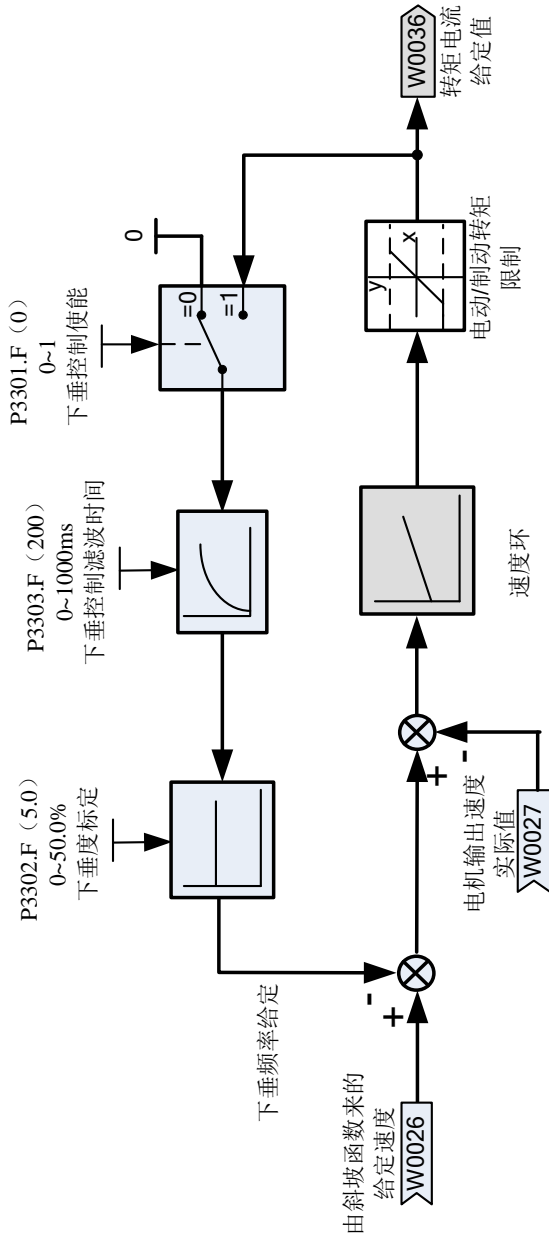 P3302.F（5.0）
0~50.0%
下垂度标定
P3303.F（200）
0~1000ms
下垂控制滤波时间
P3301.F（0）
0~1
下垂控制使能
0
=0
=1
下垂频率给定
由斜坡函数来的
给定速度
W0026
+
-
电机输出速度
实际值
W0027
+
-
速度环
y
x
电动/制动转矩
限制
W0036
转矩电流
给定值